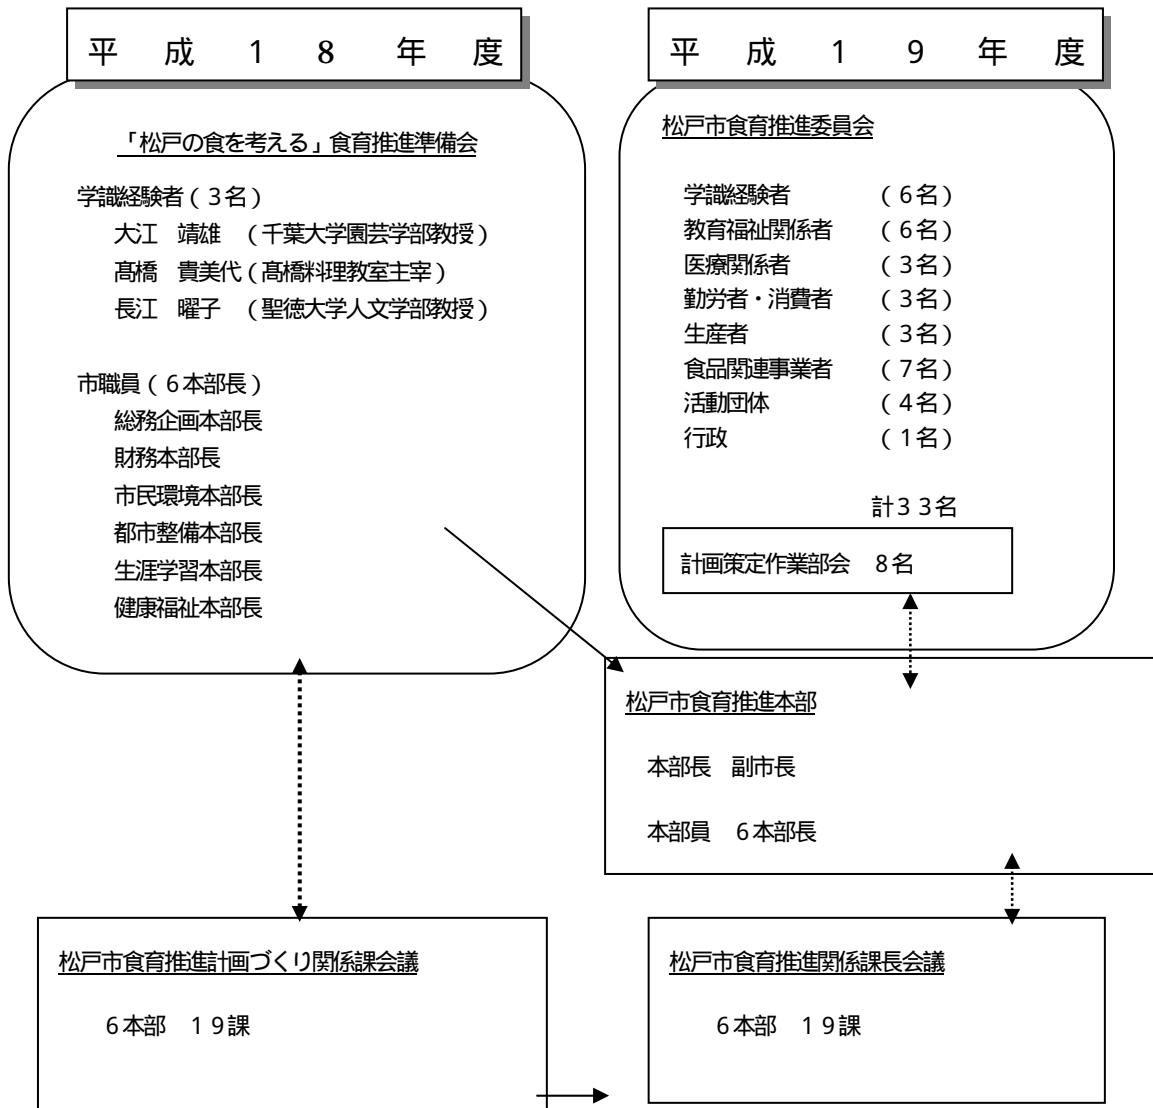 平成１８年度
「松戸の食を考える」食育推進準備会
学識経験者（３名）
大江　靖雄　（千葉大学園芸学部教授）
髙橋　貴美代（髙橋料理教室主宰）
長江　曜子　（聖徳大学人文学部教授）
市職員（６本部長）
総務企画本部長
財務本部長
市民環境本部長
都市整備本部長
生涯学習本部長
健康福祉本部長
平成１９年度
松戸市食育推進委員会
学識経験者　（６名）
教育福祉関係者　（６名）
医療関係者　（３名）
勤労者・消費者　（３名）
生産者　（３名）
食品関連事業者　（７名）
活動団体　（４名）
行政　（１名）
計３３名
計画策定作業部会　８名
松戸市食育推進本部
本部長　副市長
本部員　６本部長
松戸市食育推進計画づくり関係課会議
６本部　１９課
松戸市食育推進関係課長会議
６本部　１９課